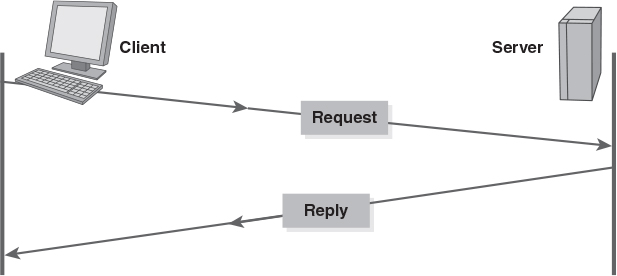 Client
Server
Request
Reply